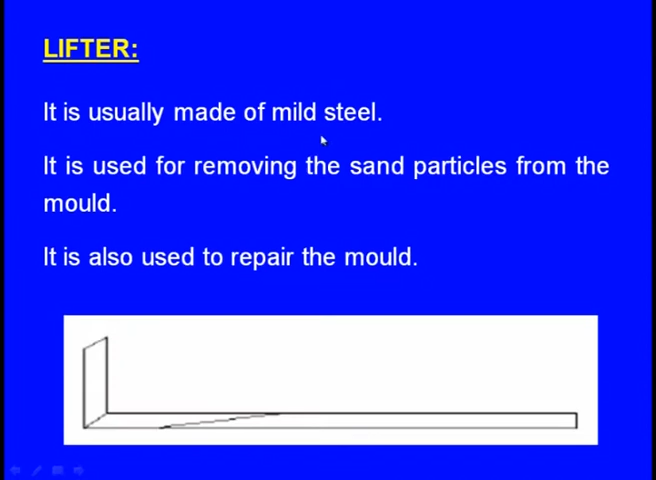 LIFTER:
It is usually made of mild steel.
It is used for removing the sand particles from the
mould.
It is also used to repair the mould.